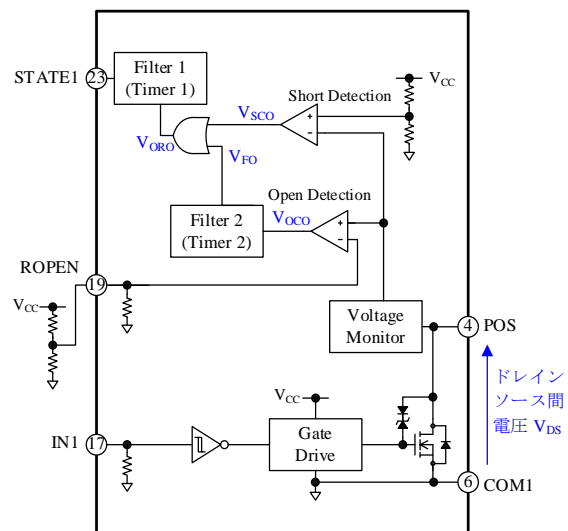 STATE1
23
Filter 1
(Timer 1)
VORO
VSCO
Short Detection
+
−
VCC
VFO
Filter 2
(Timer 2)
VOCO
Open Detection
+
−
ROPEN
19
VCC
Voltage
Monitor
4
POS
ドレイン
ソース間
電圧 VDS
VCC
IN1
17
Gate
Drive
6
COM1